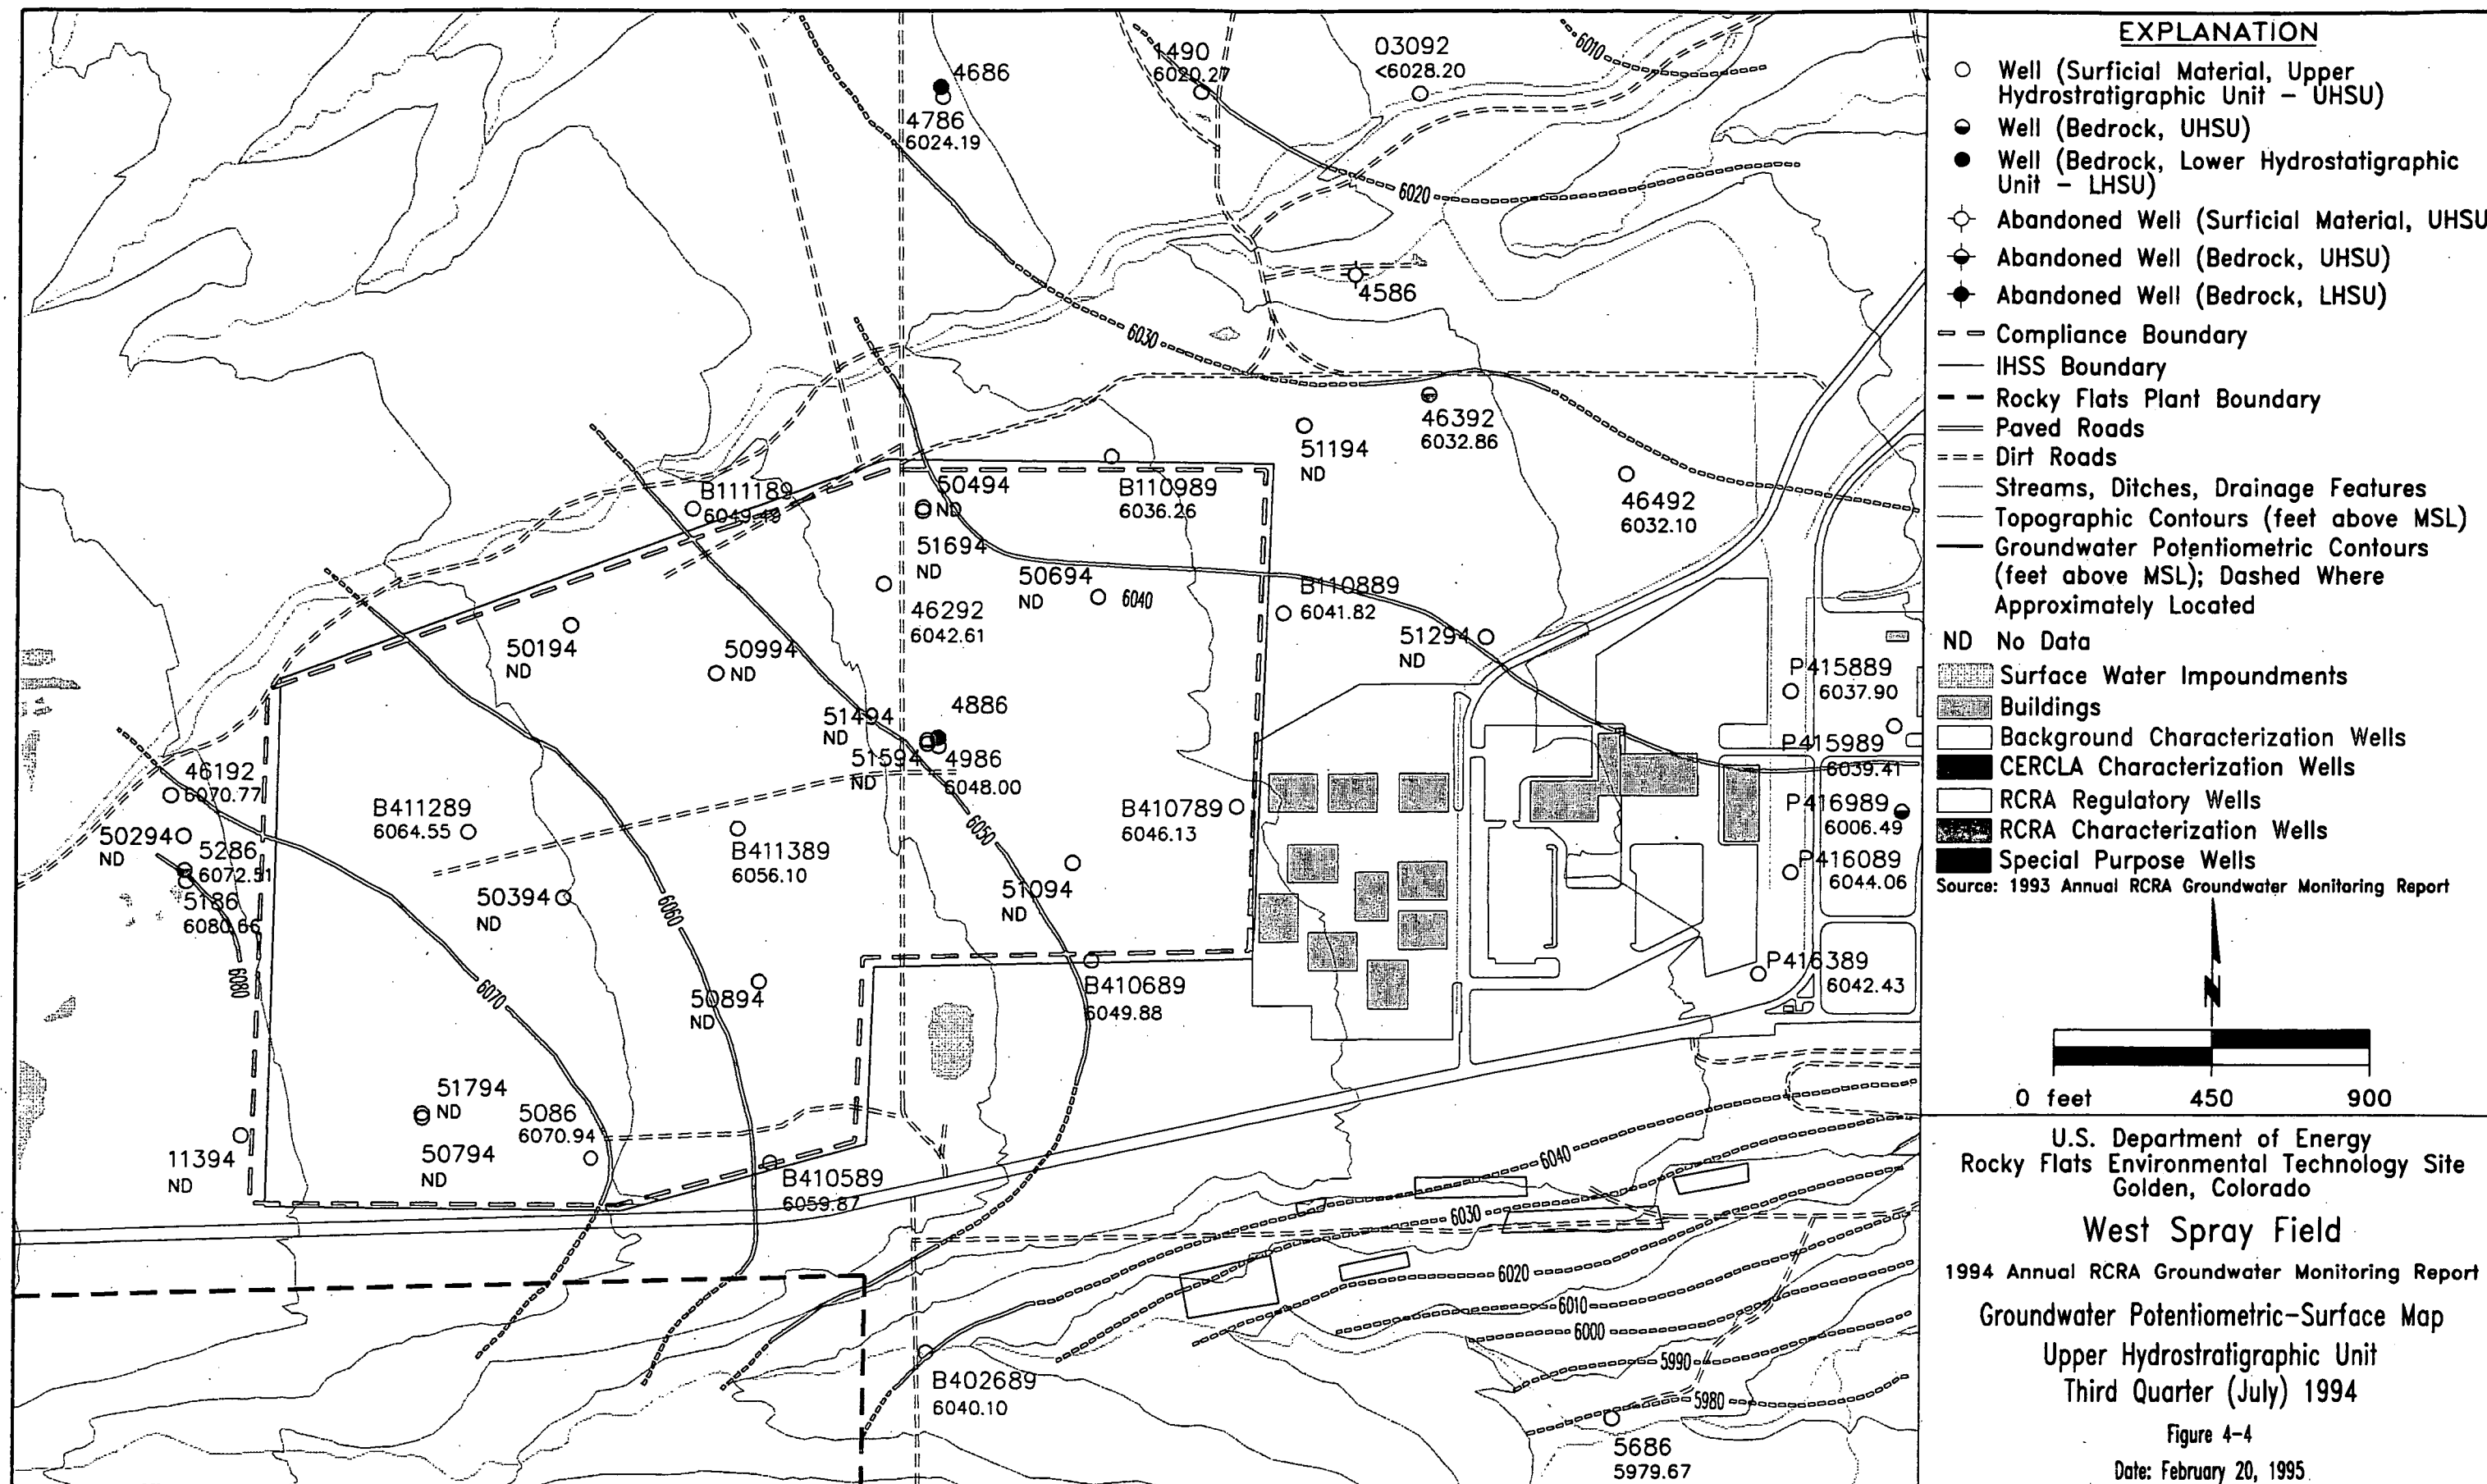 4686
4786
6024.19
1490
6020.27
03092
<6028.20
6010
6020
4586
6030
46392
6032.86
51194
ND
B110989
6036.26
46492
6032.10
B111189
6049.49
50494
ND
51694
ND
50694
ND
6040
46292
6042.61
B110889
6041.82
51294
ND
50194
ND
50994
ND
P415889
6037.90
51494
ND
4886
51594
ND
4986
6048.00
P415989
6039.41
46192
6070.77
B411289
6064.55
B410789
6046.13
P416989
6006.49
50294
ND
5286
6072.51
5186
6080.66
6050
B411389
6056.10
50394
ND
51094
ND
P416089
6044.06
6060
6080
6070
50894
ND
B410689
6049.88
P416389
6042.43
51794
ND
50794
ND
5086
6070.94
11394
ND
B410589
6059.87
6040
6030
6020
6010
6000
5990
5980
B402689
6040.10
5686
5979.67
EXPLANATION
Well (Surficial Material, Upper
Hydrostratigraphic Unit - UHSU)
Well (Bedrock, UHSU)
Well (Bedrock, Lower Hydrostatigraphic
Unit - LHSU)
Abandoned Well (Surficial Material, UHSU
Abandoned Well (Bedrock, UHSU)
Abandoned Well (Bedrock, LHSU)
Compliance Boundary
IHSS Boundary
Rocky Flats Plant Boundary
Paved Roads
Dirt Roads
Streams, Ditches, Drainage Features
Topographic Contours (feet above MSL)
Groundwater Potentiometric Contours
(feet above MSL); Dashed Where
Approximately Located
ND No Data
Surface Water Impoundments
Buildings
Background Characterization Wells
CERCLA Characterization Wells
RCRA Regulatory Wells
RCRA Characterization Wells
Special Purpose Wells
Source: 1993 Annual RCRA Groundwater Monitoring Report
N
0 feet 450 900
U.S. Department of Energy
Rocky Flats Environmental Technology Site
Golden, Colorado
West Spray Field
1994 Annual RCRA Groundwater Monitoring Report
Groundwater Potentiometric-Surface Map
Upper Hydrostratigraphic Unit
Third Quarter (July) 1994
Figure 4-4
Date: February 20, 1995